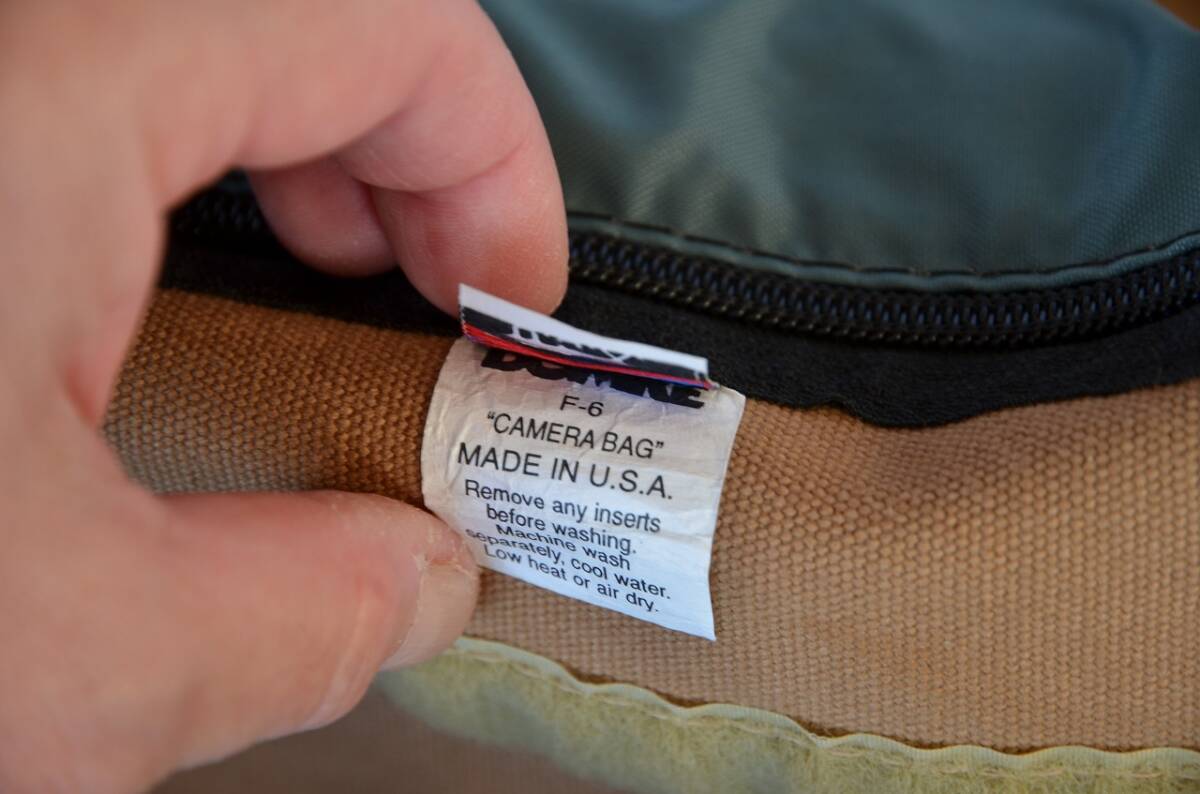 DOMKE
F-6
“CAMERA BAG”
MADE IN U.S.A.
Remove any inserts
before washing.
Machine wash
separately, cool water.
Low heat or air dry.